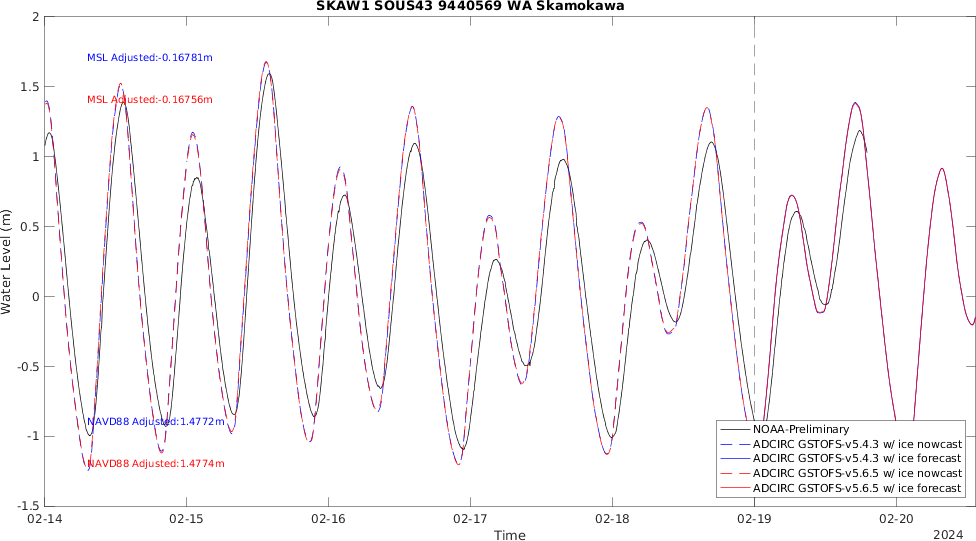 SKAW1 SOUS43 9440569 WA Skamokawa
2
1.5
1
0.5
0
-0.5
-1
-1.5
Water Level (m)
MSL Adjusted:-0.16781m
MSL Adjusted:-0.16756m
NAVD88 Adjusted:1.4772m
NAVD88 Adjusted:1.4774m
NOAA-Preliminary
ADCIRC GSTOFS-v5.4.3 w/ ice nowcast
ADCIRC GSTOFS-v5.4.3 w/ ice forecast
ADCIRC GSTOFS-v5.6.5 w/ ice nowcast
ADCIRC GSTOFS-v5.6.5 w/ ice forecast
02-14 02-15 02-16 02-17 02-18 02-19 02-20
Time
2024